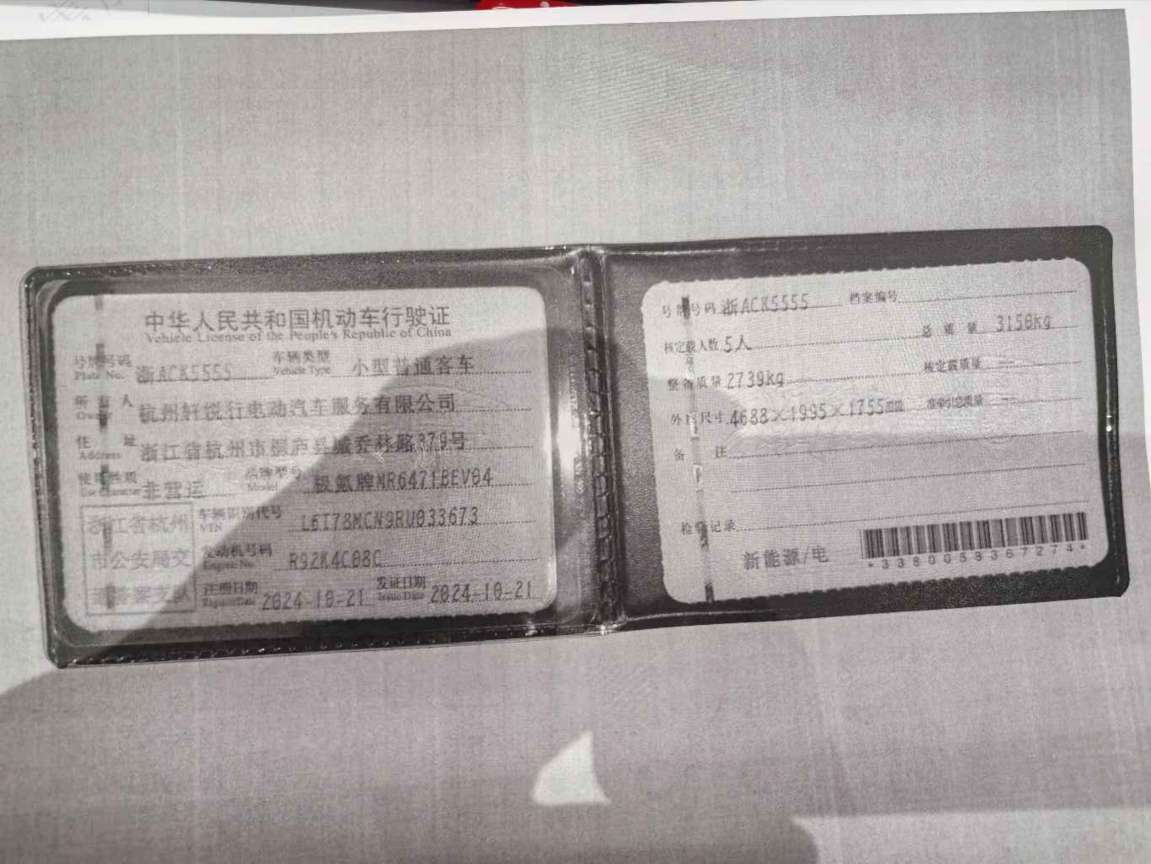 中华人民共和国机动车行驶证
Vehicle License of the People's Republic of China
号牌号码 浙ACK5555 车辆类型 小型普通客车
Plate No. Vehicle Type
所有人 杭州轩悦行电动汽车服务有限公司
Owner
住址 浙江省杭州市桐庐县城乔林路379号
Address
使用性质 非营运 品牌型号 极氪牌MR6471BEV04
Use Character Model
浙江省杭州 车辆识别代号 L6T78MCN9RU033673
VIN
市公安局交 发动机号码 R92K4C08C
Engine No.
通警察支队 注册日期 2024-10-21 发证日期 2024-10-21
Register Date Issue Date
号牌号码 浙ACK5555 档案编号
核定载人数 5人 总质量 3150kg
整备质量 2739kg 核定载质量 --
外廓尺寸 4688×1995×1755mm 准牵引总质量 --
备注
检验记录
新能源/电
*3380058367274*